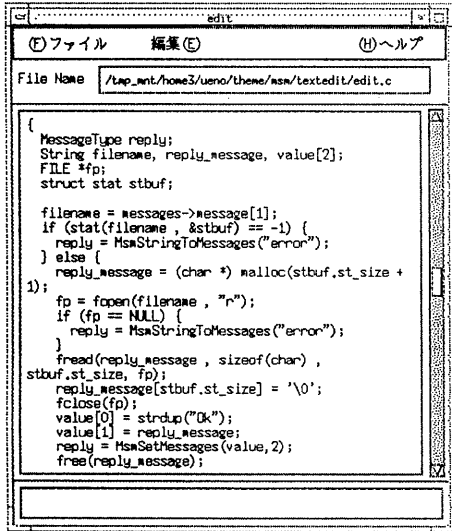 edit
(F)ファイル 編集(E) (H)ヘルプ
File Name /tmp_mnt/home3/ueno/theme/msm/textedit/edit.c
{
MessageType reply;
String filename, reply_message, value[2];
FILE *fp;
struct stat stbuf;
filename = messages->message[1];
if (stat(filename , &stbuf) == -1) {
reply = MsmStringToMessages("error");
} else {
reply_message = (char *) malloc(stbuf.st_size +
1);
fp = fopen(filename , "r");
if (fp == NULL) {
reply = MsmStringToMessages("error");
}
fread(reply_message , sizeof(char) ,
stbuf.st_size, fp);
reply_message[stbuf.st_size] = '\0';
fclose(fp);
value[0] = strdup("Ok");
value[1] = reply_message;
reply = MsmSetMessages(value,2);
free(reply_message);